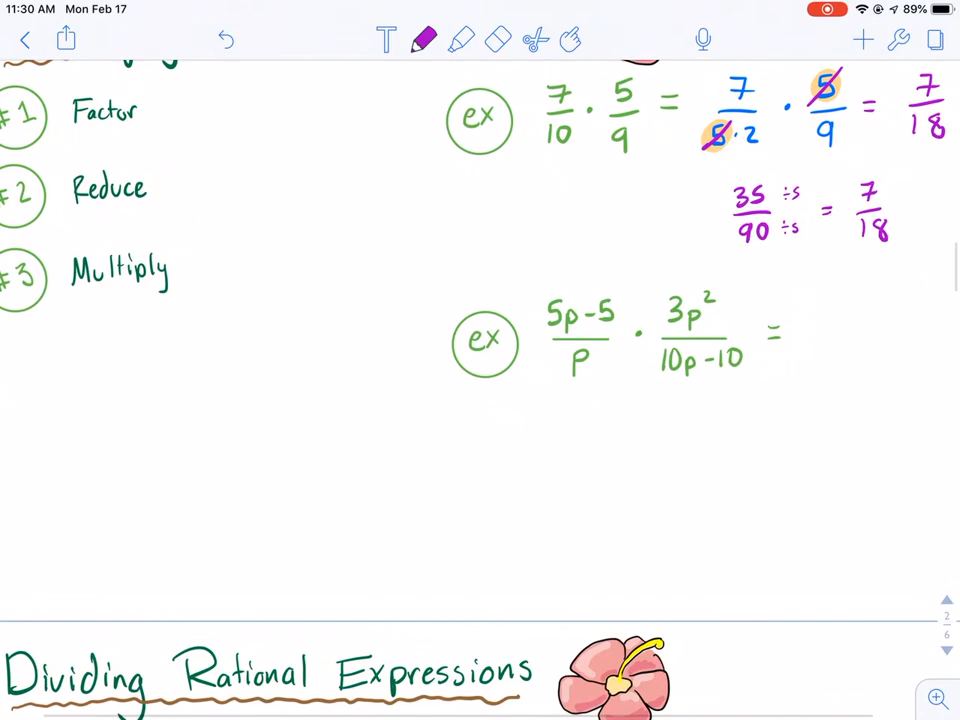 11:30 AM Mon Feb 17
89%
T
#1 Factor
#2 Reduce
#3 Multiply
ex 7/10 · 5/9 = 7/(5·2) · 5/9 = 7/18
35/90 ÷5/÷5 = 7/18
ex (5p-5)/p · 3p²/(10p-10) =
2/6
Dividing Rational Expressions